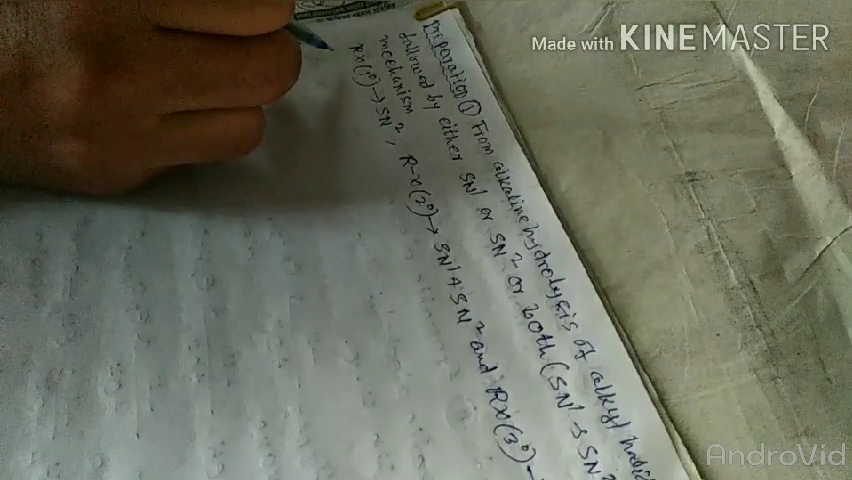 Made with KINEMASTER
Preparation ① From alkaline hydrolysis of alkyl
followed by either SN1 or SN2 or both (SN1 & SN2
mechanism
RX(1°) → SN2, R-X(2°) → SN1 & SN2 and RX(3°) →
AndroVid